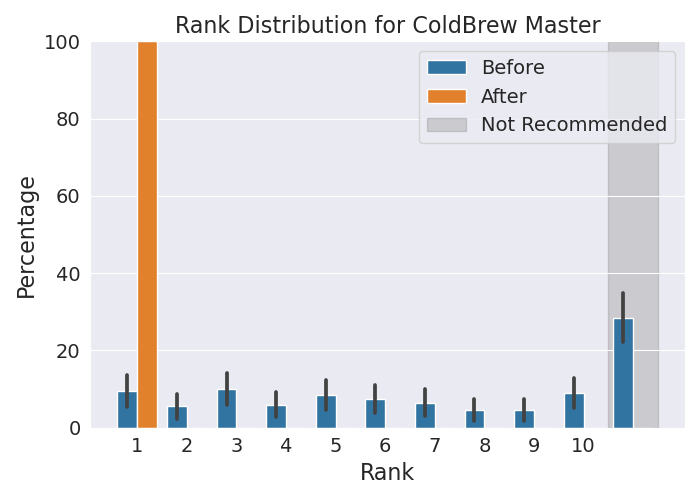 Rank Distribution for ColdBrew Master
Before
After
Not Recommended
Percentage
100
80
60
40
20
0
1 2 3 4 5 6 7 8 9 10
Rank